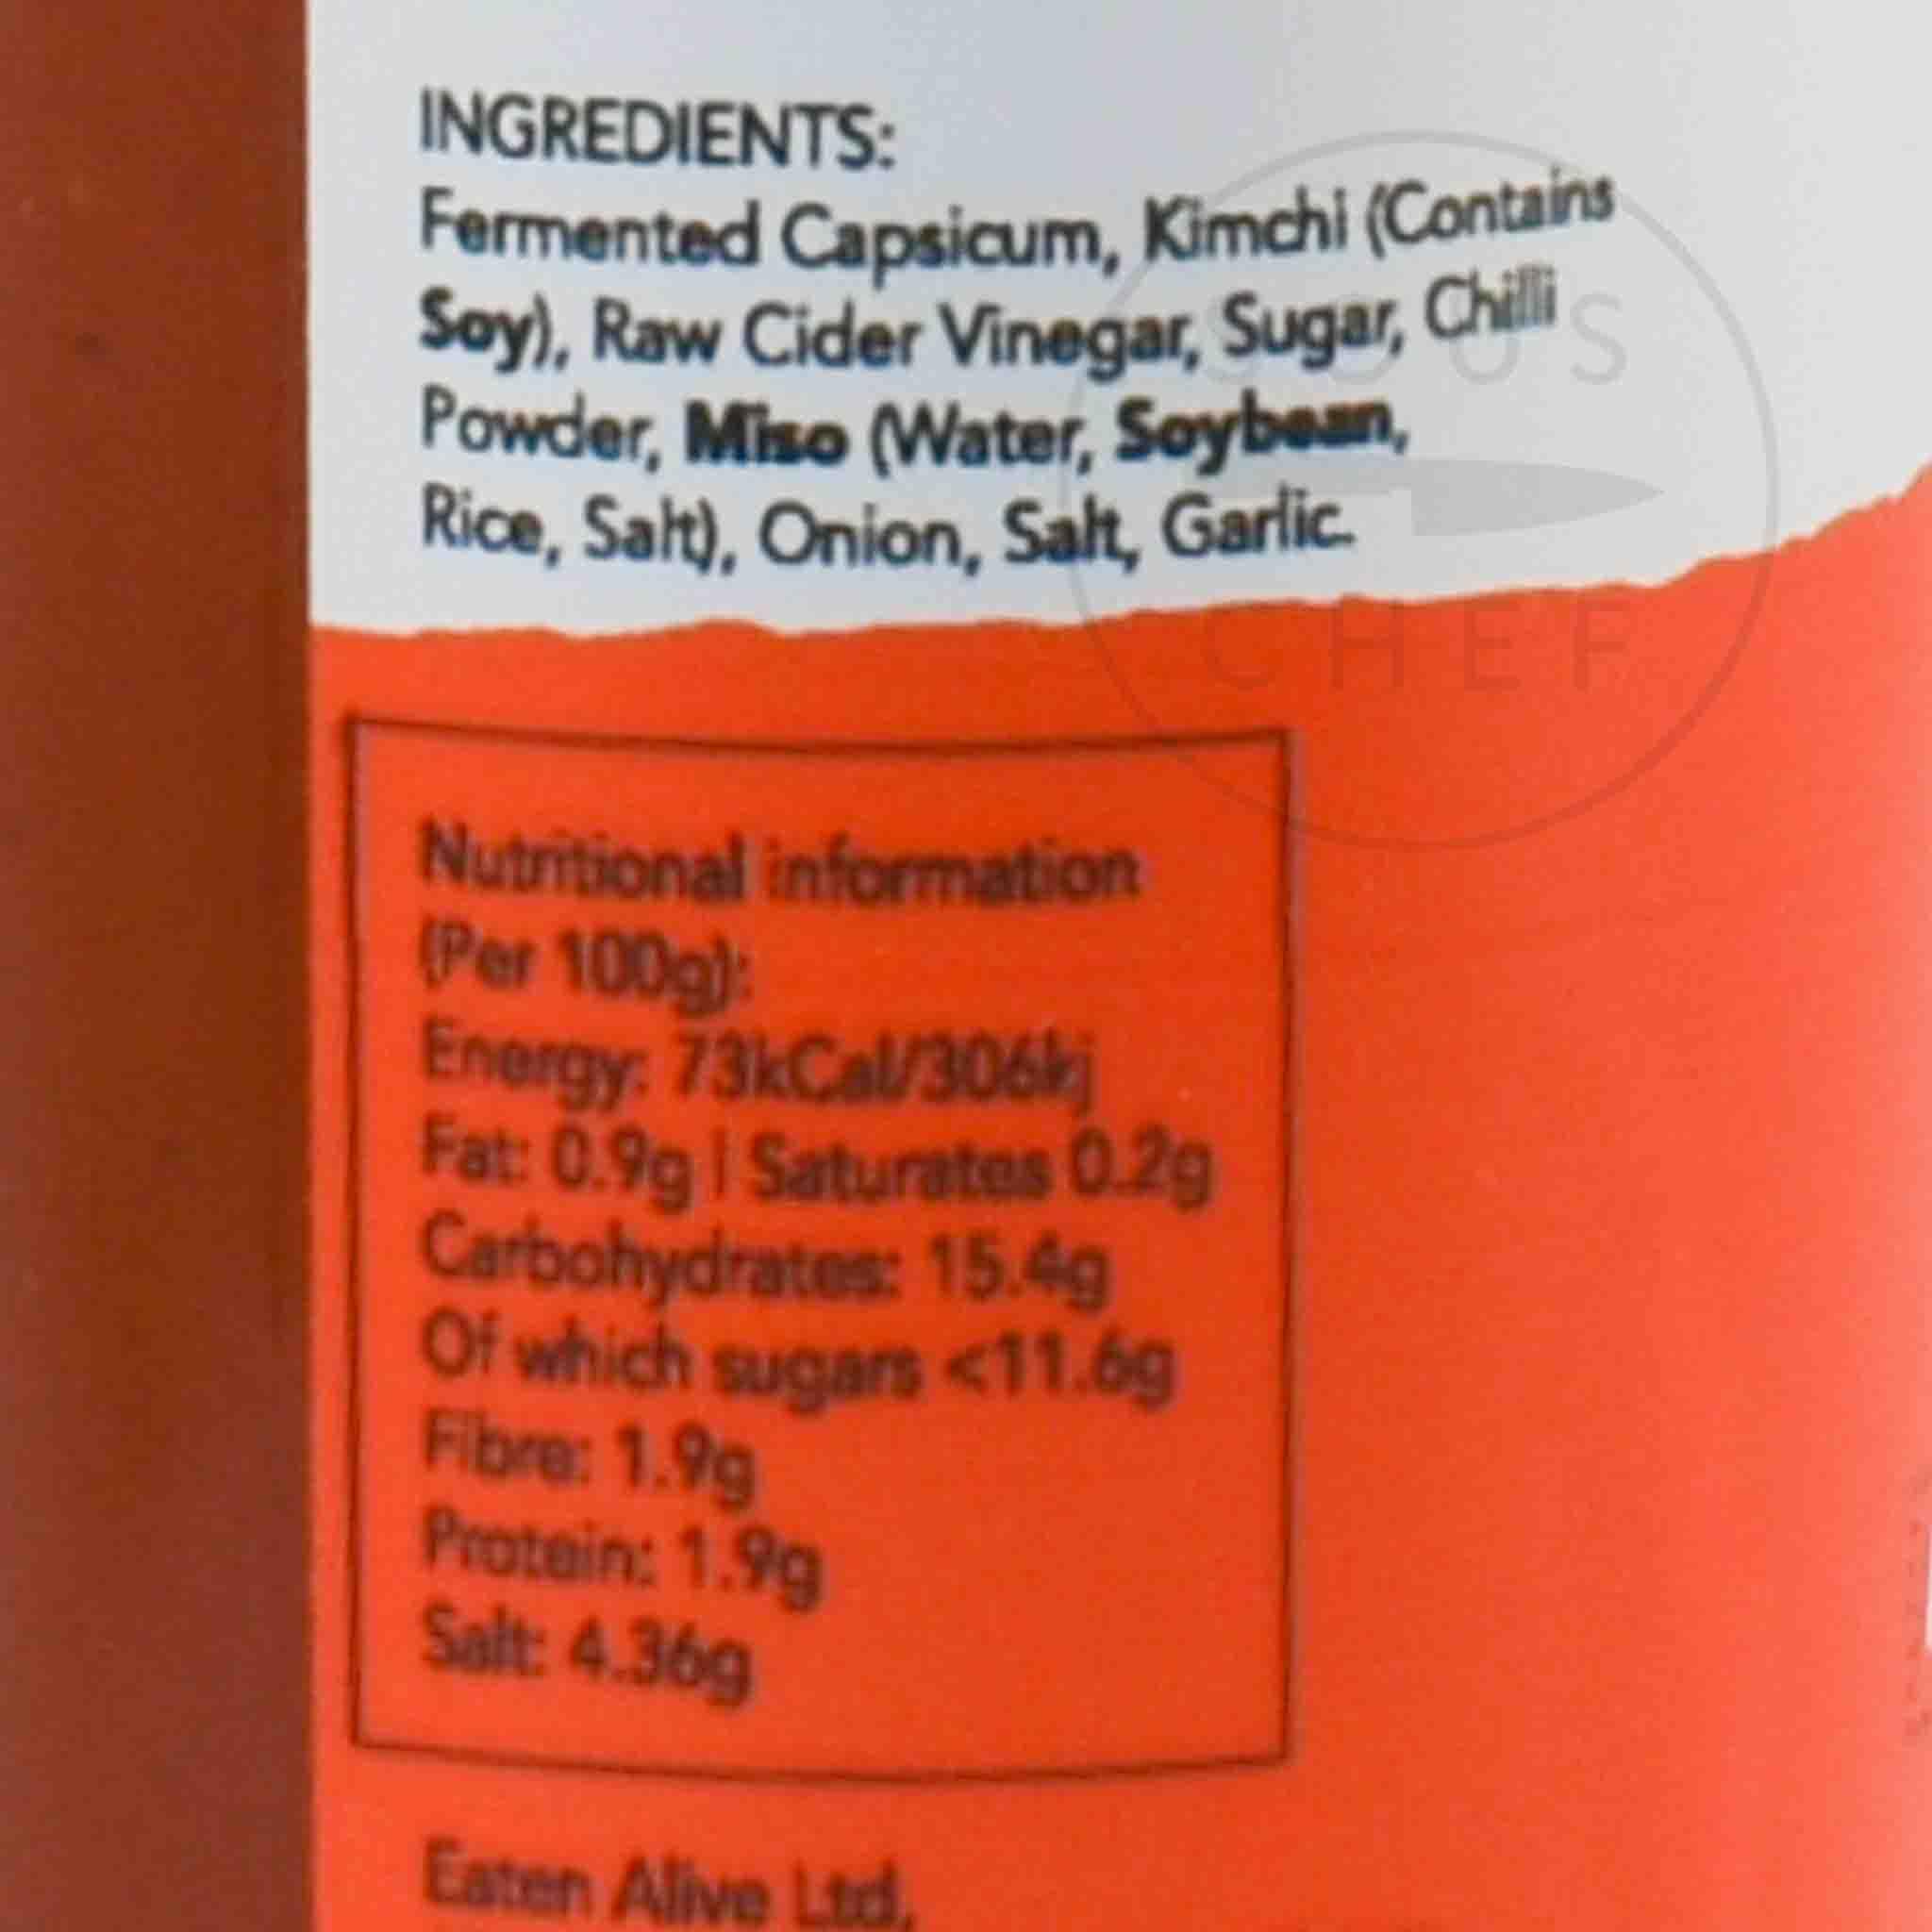 INGREDIENTS:
Fermented Capsicum, Kimchi (Contains
Soy), Raw Cider Vinegar, Sugar, Chilli
Powder, Miso (Water, Soybean,
Rice, Salt), Onion, Salt, Garlic.
SOUS
CHEF
Nutritional information
(Per 100g):
Energy: 73kCal/306kj
Fat: 0.9g | Saturates 0.2g
Carbohydrates: 15.4g
Of which sugars <11.6g
Fibre: 1.9g
Protein: 1.9g
Salt: 4.36g
Eaten Alive Ltd,